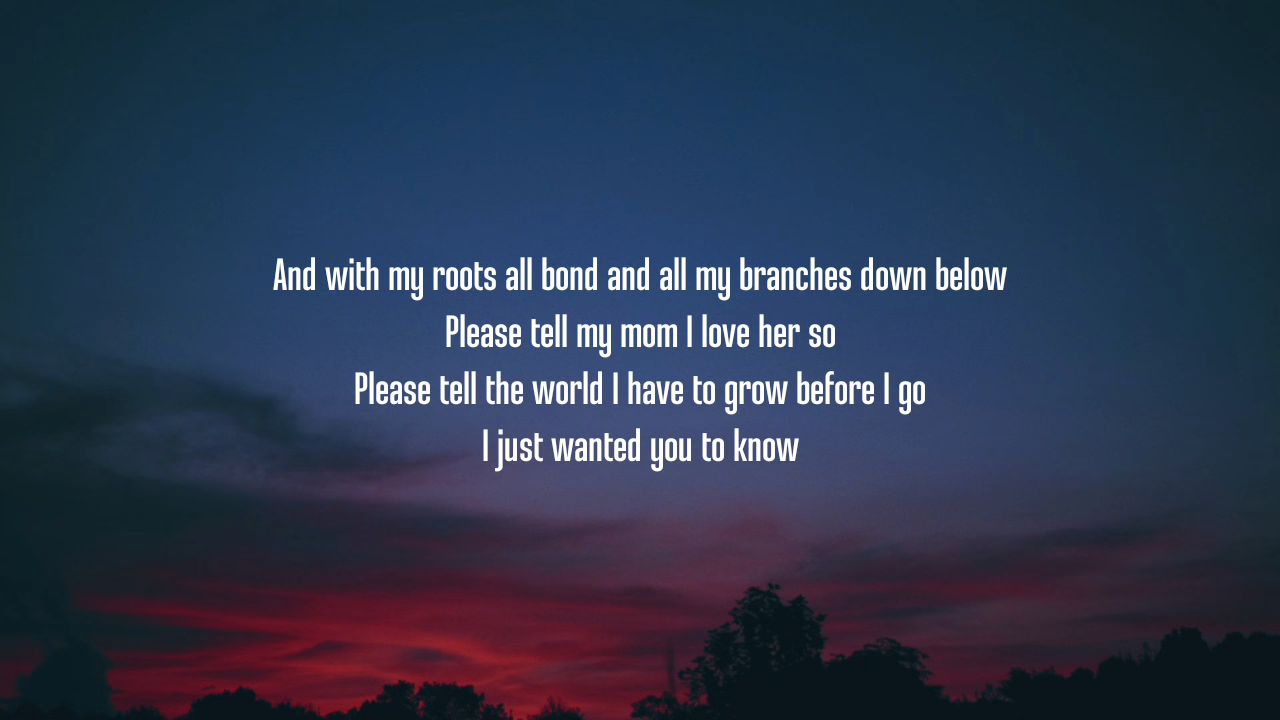 And with my roots all bond and all my branches down below
Please tell my mom I love her so
Please tell the world I have to grow before I go
I just wanted you to know